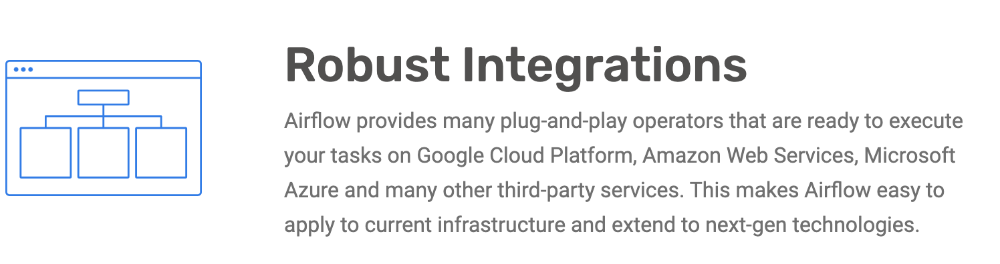 Robust Integrations
Airflow provides many plug-and-play operators that are ready to execute
your tasks on Google Cloud Platform, Amazon Web Services, Microsoft
Azure and many other third-party services. This makes Airflow easy to
apply to current infrastructure and extend to next-gen technologies.